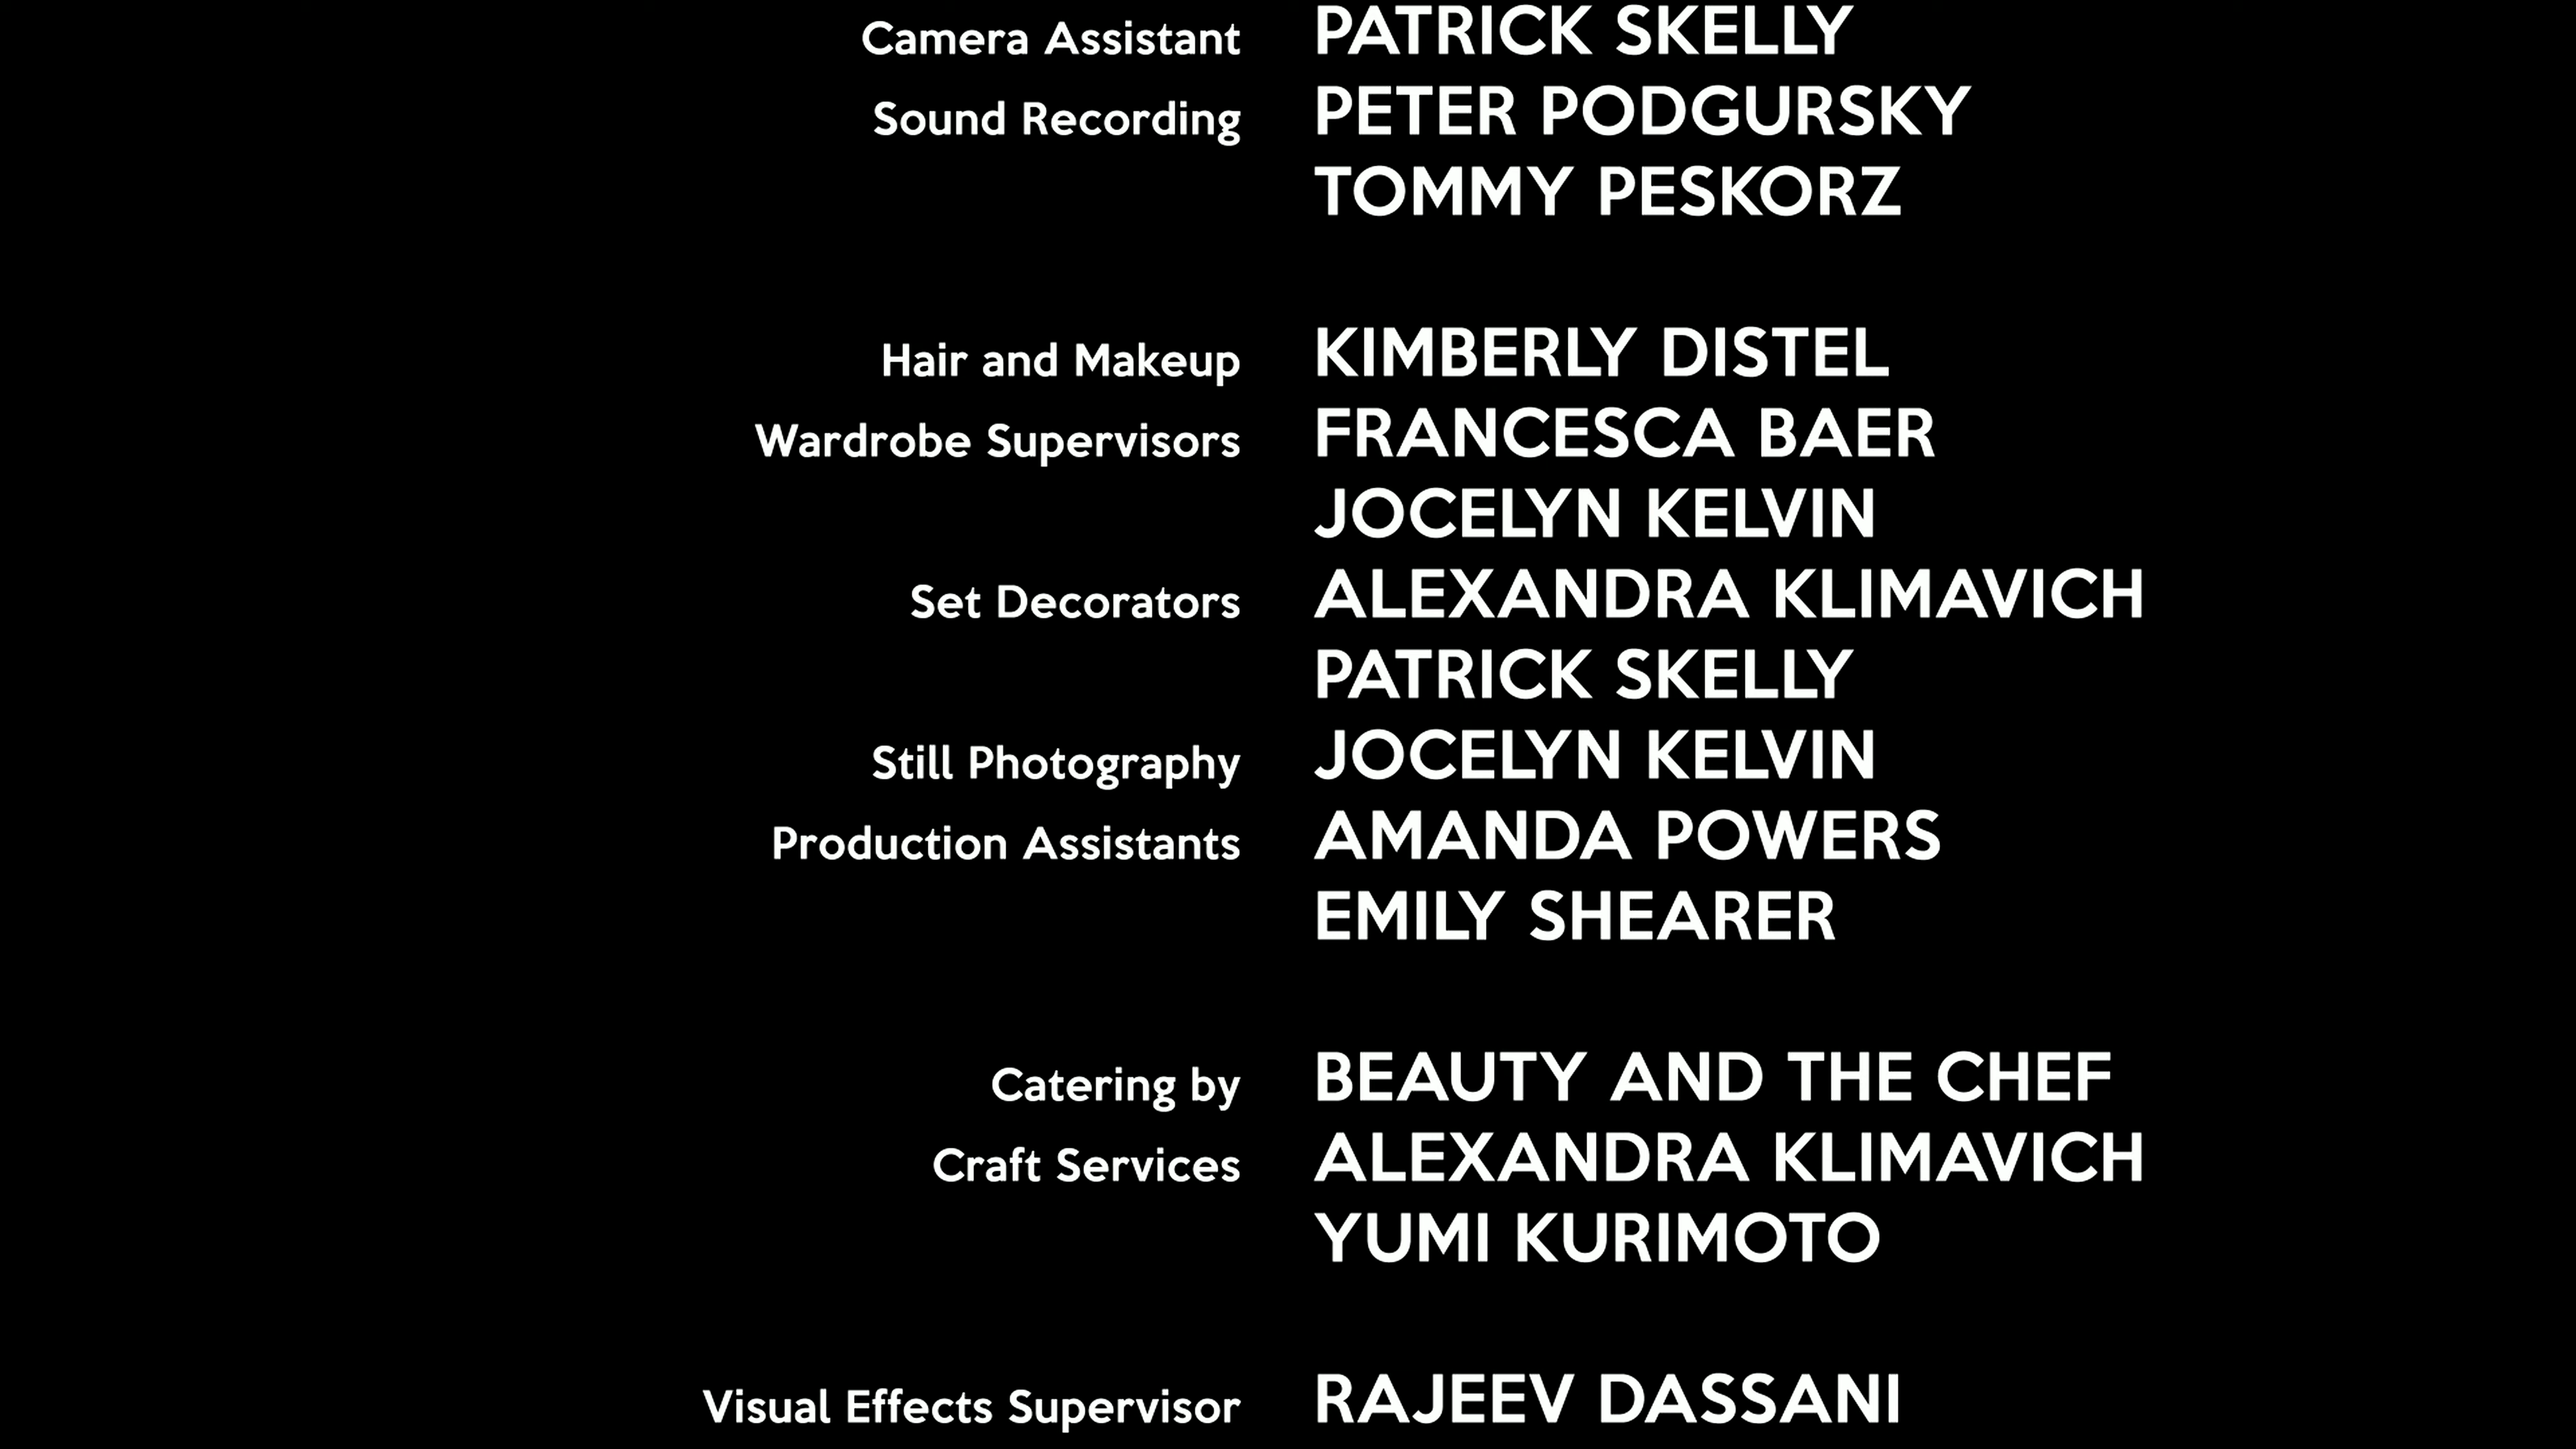 Camera Assistant PATRICK SKELLY
Sound Recording PETER PODGURSKY
TOMMY PESKORZ
Hair and Makeup KIMBERLY DISTEL
Wardrobe Supervisors FRANCESCA BAER
JOCELYN KELVIN
Set Decorators ALEXANDRA KLIMAVICH
PATRICK SKELLY
Still Photography JOCELYN KELVIN
Production Assistants AMANDA POWERS
EMILY SHEARER
Catering by BEAUTY AND THE CHEF
Craft Services ALEXANDRA KLIMAVICH
YUMI KURIMOTO
Visual Effects Supervisor RAJEEV DASSANI